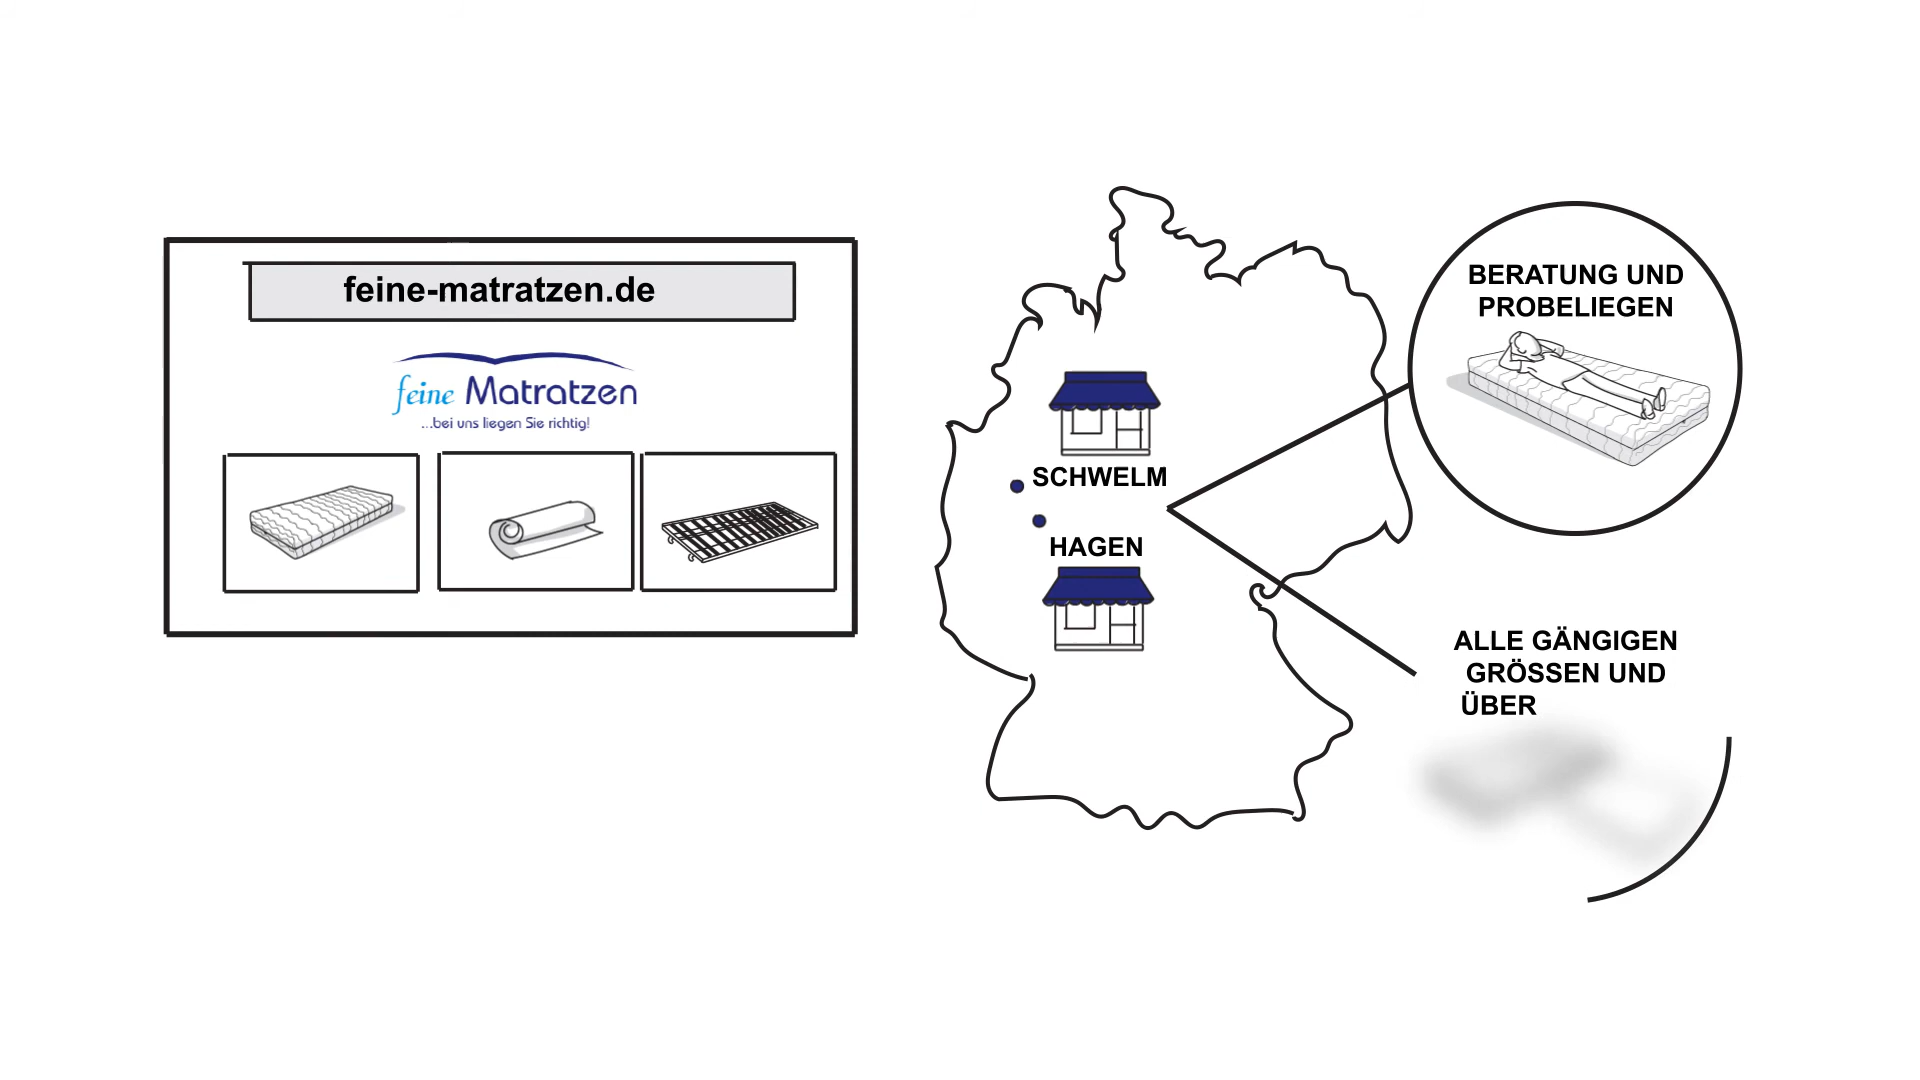 feine-matratzen.de
feine Matratzen
...bei uns liegen Sie richtig!
SCHWELM
HAGEN
BERATUNG UND
PROBELIEGEN
ALLE GÄNGIGEN
GRÖSSEN UND
ÜBER